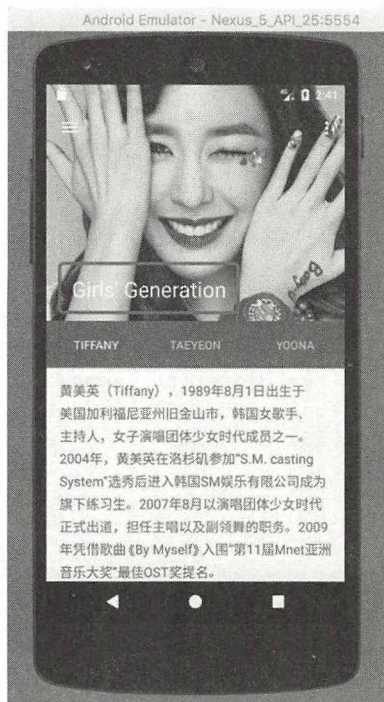 Android Emulator - Nexus_5_API_25:5554
4G 2:41
Girls' Generation
TIFFANY TAEYEON YOONA
黄美英（Tiffany），1989年8月1日出生于
美国加利福尼亚州旧金山市，韩国女歌手、
主持人，女子演唱团体少女时代成员之一。
2004年，黄美英在洛杉矶参加"S.M. casting
System"选秀后进入韩国SM娱乐有限公司成为
旗下练习生。2007年8月以演唱团体少女时代
正式出道，担任主唱以及副领舞的职务。2009
年凭借歌曲《By Myself》入围"第11届Mnet亚洲
音乐大奖"最佳OST奖提名。